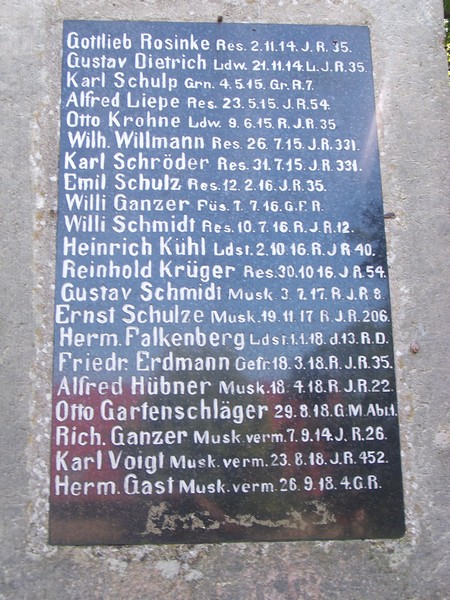 Gottlieb Rosinke Res. 2.11.14. J.R. 35.
Gustav Dietrich Ldw. 21.11.14. L.J.R. 35.
Karl Schulp Grn. 4.5.15. Gr.R.7.
Alfred Liepe Res. 23.5.15. J.R.54.
Otto Krohne Ldw. 9.6.15. R.J.R.35
Wilh. Willmann Res. 26.7.15. J.R.331.
Karl Schröder Res. 31.7.15. J.R.331.
Emil Schulz Res. 12.2.16. J.R.35.
Willi Ganzer Füs. 7.7.16. G.F.R.
Willi Schmidt Res. 10.7.16. R.J.R.12.
Heinrich Kühl Ldst. 2.10.16. R.J.R 40.
Reinhold Krüger Res. 30.10.16. J.R.54.
Gustav Schmidt Musk. 3.7.17. R.J.R.8.
Ernst Schulze Musk. 19.11.17 R.J.R.206.
Herm. Falkenberg Ldst. 1.1.18. d.13.R.D.
Friedr. Erdmann Gefr. 18.3.18. R.J.R.35.
Alfred Hübner Musk. 18.4.18. R.J.R.22.
Otto Gartenschläger 29.8.18. G.M.Abt.1.
Rich. Ganzer Musk. verm. 7.9.14. J.R.26.
Karl Voigt Musk. verm. 23.8.18. J.R.452.
Herm. Gast Musk. verm. 26.9.18. 4.G.R.